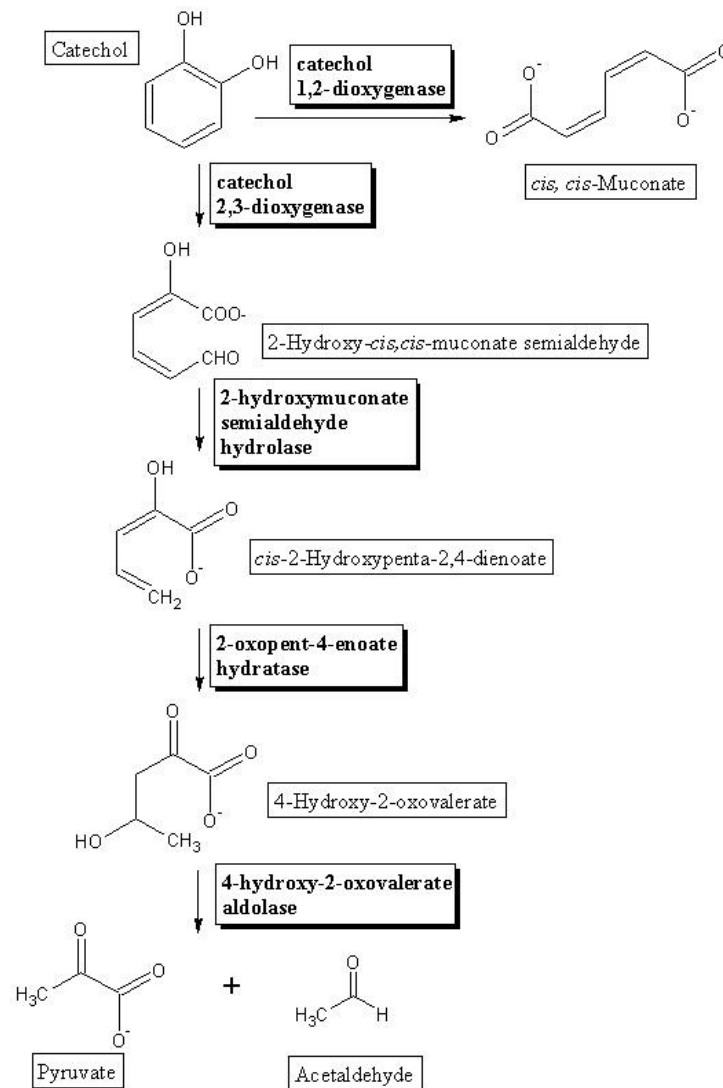 OH
Catechol
OH
catechol
1,2-dioxygenase
O
O-
O
O-
cis, cis-Muconate
catechol
2,3-dioxygenase
OH
COO-
CHO
2-Hydroxy-cis,cis-muconate semialdehyde
2-hydroxymuconate
semialdehyde
hydrolase
OH
O
O-
CH2
cis-2-Hydroxypenta-2,4-dienoate
2-oxopent-4-enoate
hydratase
O
O
O-
HO
CH3
4-Hydroxy-2-oxovalerate
4-hydroxy-2-oxovalerate
aldolase
O
O
H3C
O-
+
O
H3C
H
Pyruvate
Acetaldehyde